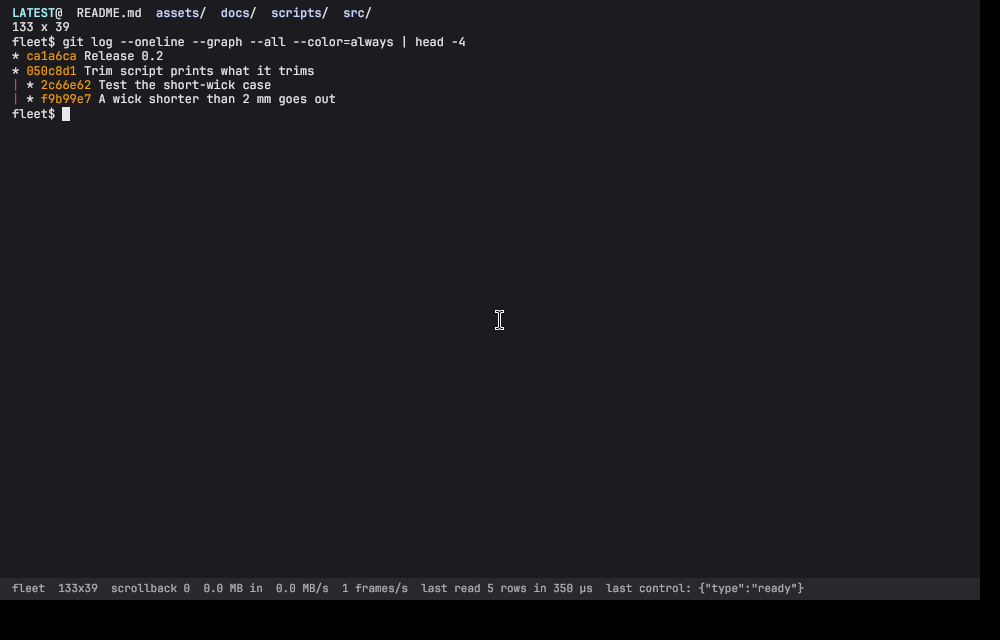 LATEST@  README.md  assets/  docs/  scripts/  src/
133 x 39
fleet$ git log --oneline --graph --all --color=always | head -4
* ca1a6ca Release 0.2
* 050c8d1 Trim script prints what it trims
| * 2c66e62 Test the short-wick case
| * f9b99e7 A wick shorter than 2 mm goes out
fleet$
fleet  133x39  scrollback 0  0.0 MB in  0.0 MB/s  1 frames/s  last read 5 rows in 350 µs  last control: {"type":"ready"}